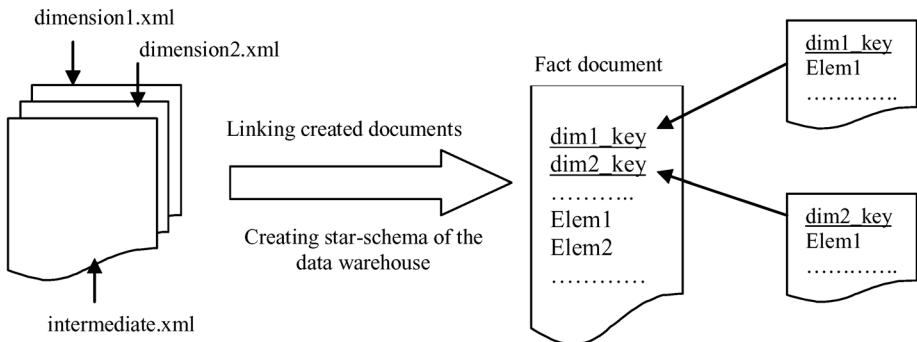 dimension1.xml
dimension2.xml
intermediate.xml
Linking created documents
Creating star-schema of the
data warehouse
Fact document
dim1_key
dim2_key
...........
Elem1
Elem2
............
dim1_key
Elem1
.............
dim2_key
Elem1
.............